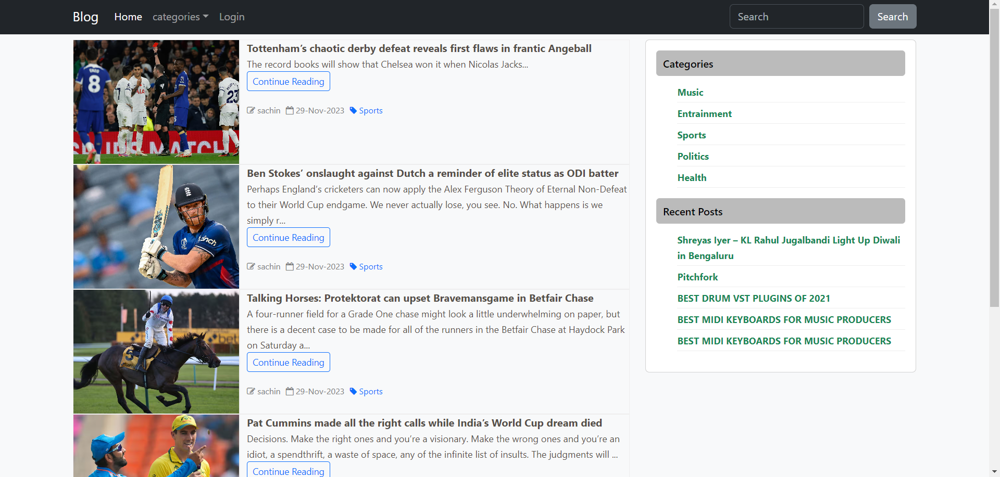 Blog Home categories Login Search Search
Tottenham’s chaotic derby defeat reveals first flaws in frantic Angeball
The record books will show that Chelsea won it when Nicolas Jacks...
Continue Reading
sachin 29-Nov-2023 Sports
8
17
23
MATCH
Ben Stokes’ onslaught against Dutch a reminder of elite status as ODI batter
Perhaps England’s cricketers can now apply the Alex Ferguson Theory of Eternal Non-Defeat
to their World Cup endgame. We never actually lose, you see. No. What happens is we
simply r...
Continue Reading
sachin 29-Nov-2023 Sports
cinch
Talking Horses: Protektorat can upset Bravemansgame in Betfair Chase
A four-runner field for a Grade One chase might look a little underwhelming on paper, but
there is a decent case to be made for all of the runners in the Betfair Chase at Haydock Park
on Saturday a...
Continue Reading
sachin 29-Nov-2023 Sports
5
Pat Cummins made all the right calls while India’s World Cup dream died
Decisions. Make the right ones and you’re a visionary. Make the wrong ones and you’re an
idiot, a spendthrift, a waste of space, any of the infinite list of insults. The judgments will ...
Continue Reading
Categories
Music
Entrainment
Sports
Politics
Health
Recent Posts
Shreyas Iyer – KL Rahul Jugalbandi Light Up Diwali
in Bengaluru
Pitchfork
BEST DRUM VST PLUGINS OF 2021
BEST MIDI KEYBOARDS FOR MUSIC PRODUCERS
BEST MIDI KEYBOARDS FOR MUSIC PRODUCERS